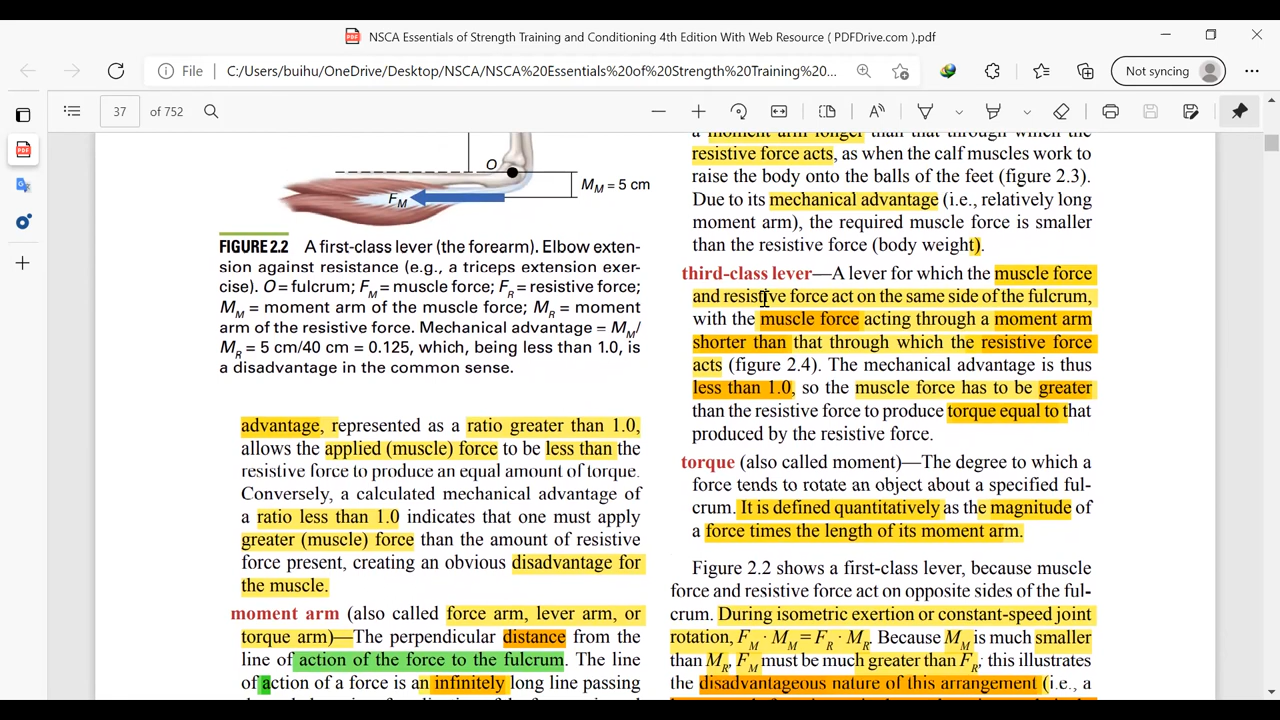 NSCA Essentials of Strength Training and Conditioning 4th Edition With Web Resource ( PDFDrive.com ).pdf
File C:/Users/buihu/OneDrive/Desktop/NSCA/NSCA%20Essentials%20of%20Strength%20Training%20... Not syncing
37 of 752
O
M_M = 5 cm
F_M
FIGURE 2.2 A first-class lever (the forearm). Elbow exten-
sion against resistance (e.g., a triceps extension exer-
cise). O = fulcrum; F_M = muscle force; F_R = resistive force;
M_M = moment arm of the muscle force; M_R = moment
arm of the resistive force. Mechanical advantage = M_M/
M_R = 5 cm/40 cm = 0.125, which, being less than 1.0, is
a disadvantage in the common sense.
advantage, represented as a ratio greater than 1.0,
allows the applied (muscle) force to be less than the
resistive force to produce an equal amount of torque.
Conversely, a calculated mechanical advantage of
a ratio less than 1.0 indicates that one must apply
greater (muscle) force than the amount of resistive
force present, creating an obvious disadvantage for
the muscle.
moment arm (also called force arm, lever arm, or
torque arm)—The perpendicular distance from the
line of action of the force to the fulcrum. The line
of action of a force is an infinitely long line passing
a moment arm longer than that through which the
resistive force acts, as when the calf muscles work to
raise the body onto the balls of the feet (figure 2.3).
Due to its mechanical advantage (i.e., relatively long
moment arm), the required muscle force is smaller
than the resistive force (body weight).
third-class lever—A lever for which the muscle force
and resistive force act on the same side of the fulcrum,
with the muscle force acting through a moment arm
shorter than that through which the resistive force
acts (figure 2.4). The mechanical advantage is thus
less than 1.0, so the muscle force has to be greater
than the resistive force to produce torque equal to that
produced by the resistive force.
torque (also called moment)—The degree to which a
force tends to rotate an object about a specified ful-
crum. It is defined quantitatively as the magnitude of
a force times the length of its moment arm.
Figure 2.2 shows a first-class lever, because muscle
force and resistive force act on opposite sides of the ful-
crum. During isometric exertion or constant-speed joint
rotation, F_M · M_M = F_R · M_R. Because M_M is much smaller
than M_R, F_M must be much greater than F_R; this illustrates
the disadvantageous nature of this arrangement (i.e., a